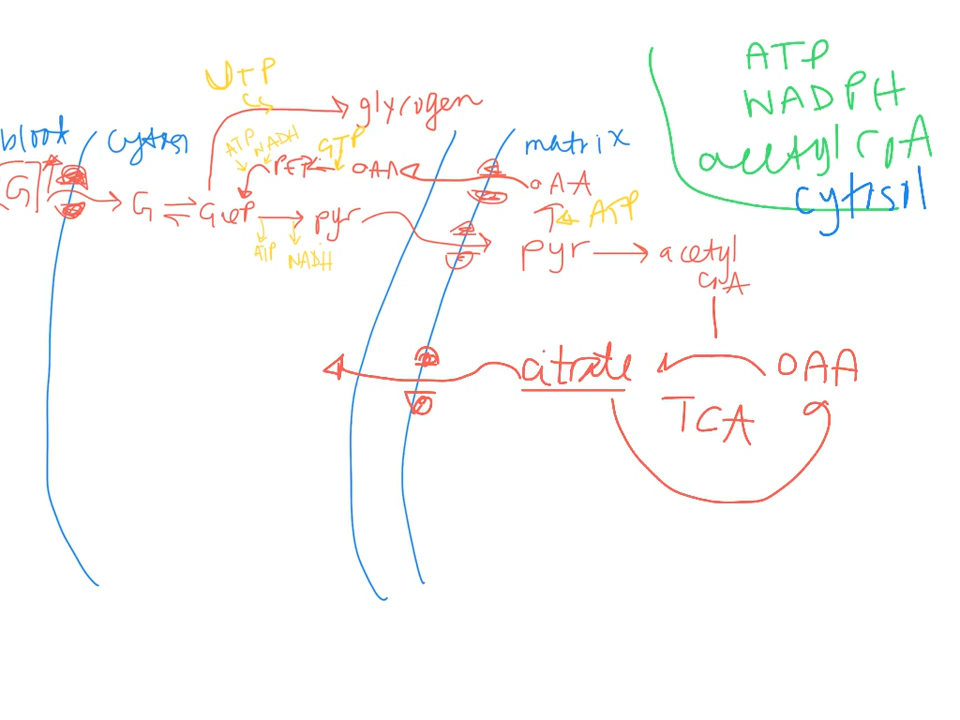 ATP
NADPH
acetyl CoA
cytosil
UTP
glycogen
blood
cytosol
matrix
ATP
NADH
GTP
G
G
G6P
PEP
OAA
OAA
ATP
pyr
pyr
acetyl
CoA
ATP
NADH
citrate
OAA
TCA